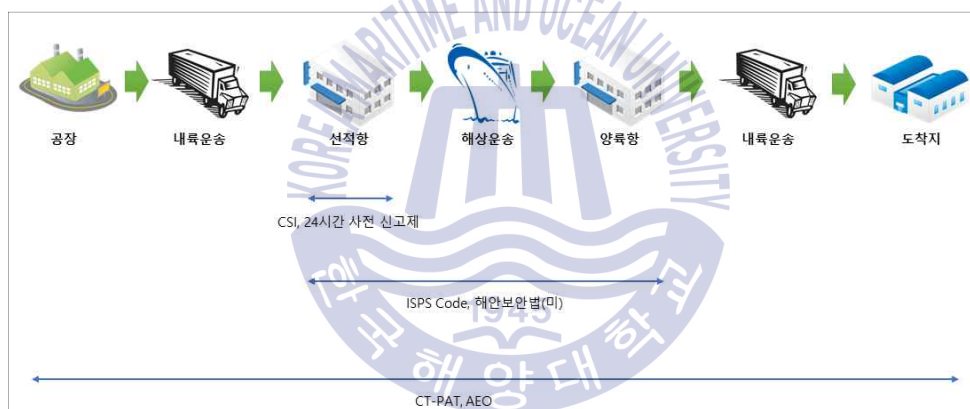 KOREA MARITIME AND OCEAN UNIVERSITY
공장 내륙운송 선적항 해상운송 양륙항 내륙운송 도착지
CSI, 24시간 사전 신고제
ISPS Code, 해안보안법(미)
1945
한국해양대학교
CT-PAT, AEO